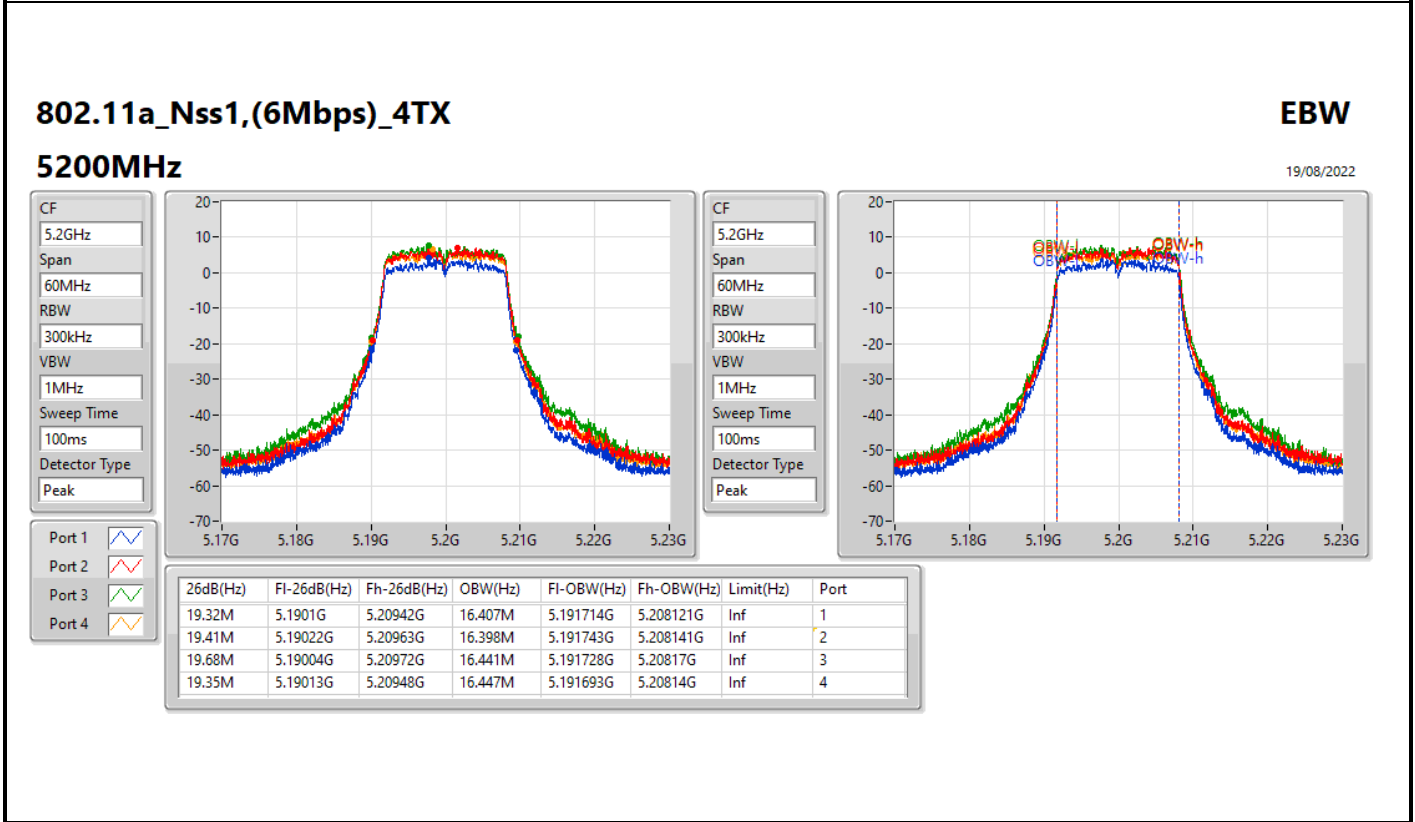 802.11a_Nss1,(6Mbps)_4TX
EBW
5200MHz
19/08/2022
CF
5.2GHz
Span
60MHz
RBW
300kHz
VBW
1MHz
Sweep Time
100ms
Detector Type
Peak
20
10
0
-10
-20
-30
-40
-50
-60
-70
5.17G 5.18G 5.19G 5.2G 5.21G 5.22G 5.23G
CF
5.2GHz
Span
60MHz
RBW
300kHz
VBW
1MHz
Sweep Time
100ms
Detector Type
Peak
20
10
0
-10
-20
-30
-40
-50
-60
-70
OBW-h
OBW-h
5.17G 5.18G 5.19G 5.2G 5.21G 5.22G 5.23G
Port 1
Port 2
Port 3
Port 4
26dB(Hz) Fl-26dB(Hz) Fh-26dB(Hz) OBW(Hz) Fl-OBW(Hz) Fh-OBW(Hz) Limit(Hz) Port
19.32M 5.1901G 5.20942G 16.407M 5.191714G 5.208121G Inf 1
19.41M 5.19022G 5.20963G 16.398M 5.191743G 5.208141G Inf 2
19.68M 5.19004G 5.20972G 16.441M 5.191728G 5.20817G Inf 3
19.35M 5.19013G 5.20948G 16.447M 5.191693G 5.20814G Inf 4